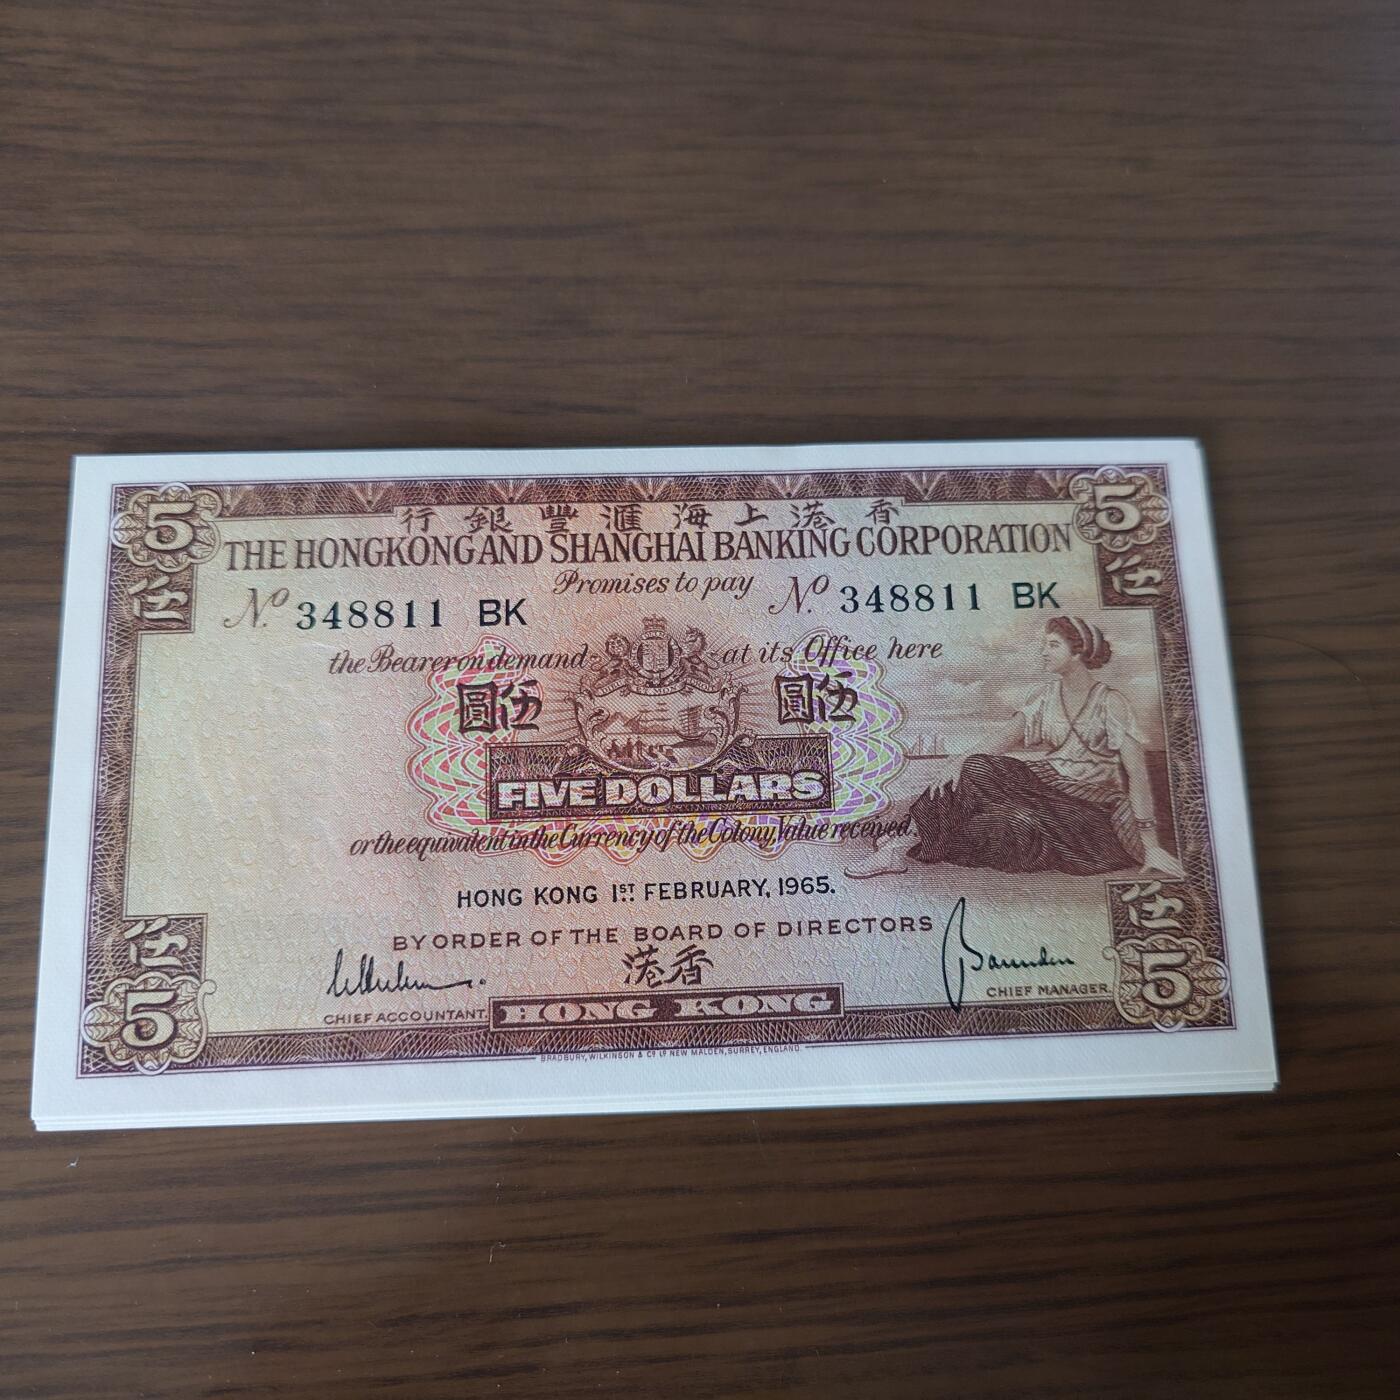 5 行銀豐滙海上港香 5
THE HONGKONG AND SHANGHAI BANKING CORPORATION
伍 Promises to pay 伍
No 348811 BK No 348811 BK
the Bearer on demand at its Office here
圓伍 圓伍
FIVE DOLLARS
or the equivalent in the Currency of the Colony, Value received.
HONG KONG 1ST FEBRUARY, 1965.
BY ORDER OF THE BOARD OF DIRECTORS
伍 港香 伍
CHIEF ACCOUNTANT. CHIEF MANAGER.
5 HONG KONG 5
BRADBURY, WILKINSON & Co Ld NEW MALDEN, SURREY, ENGLAND.